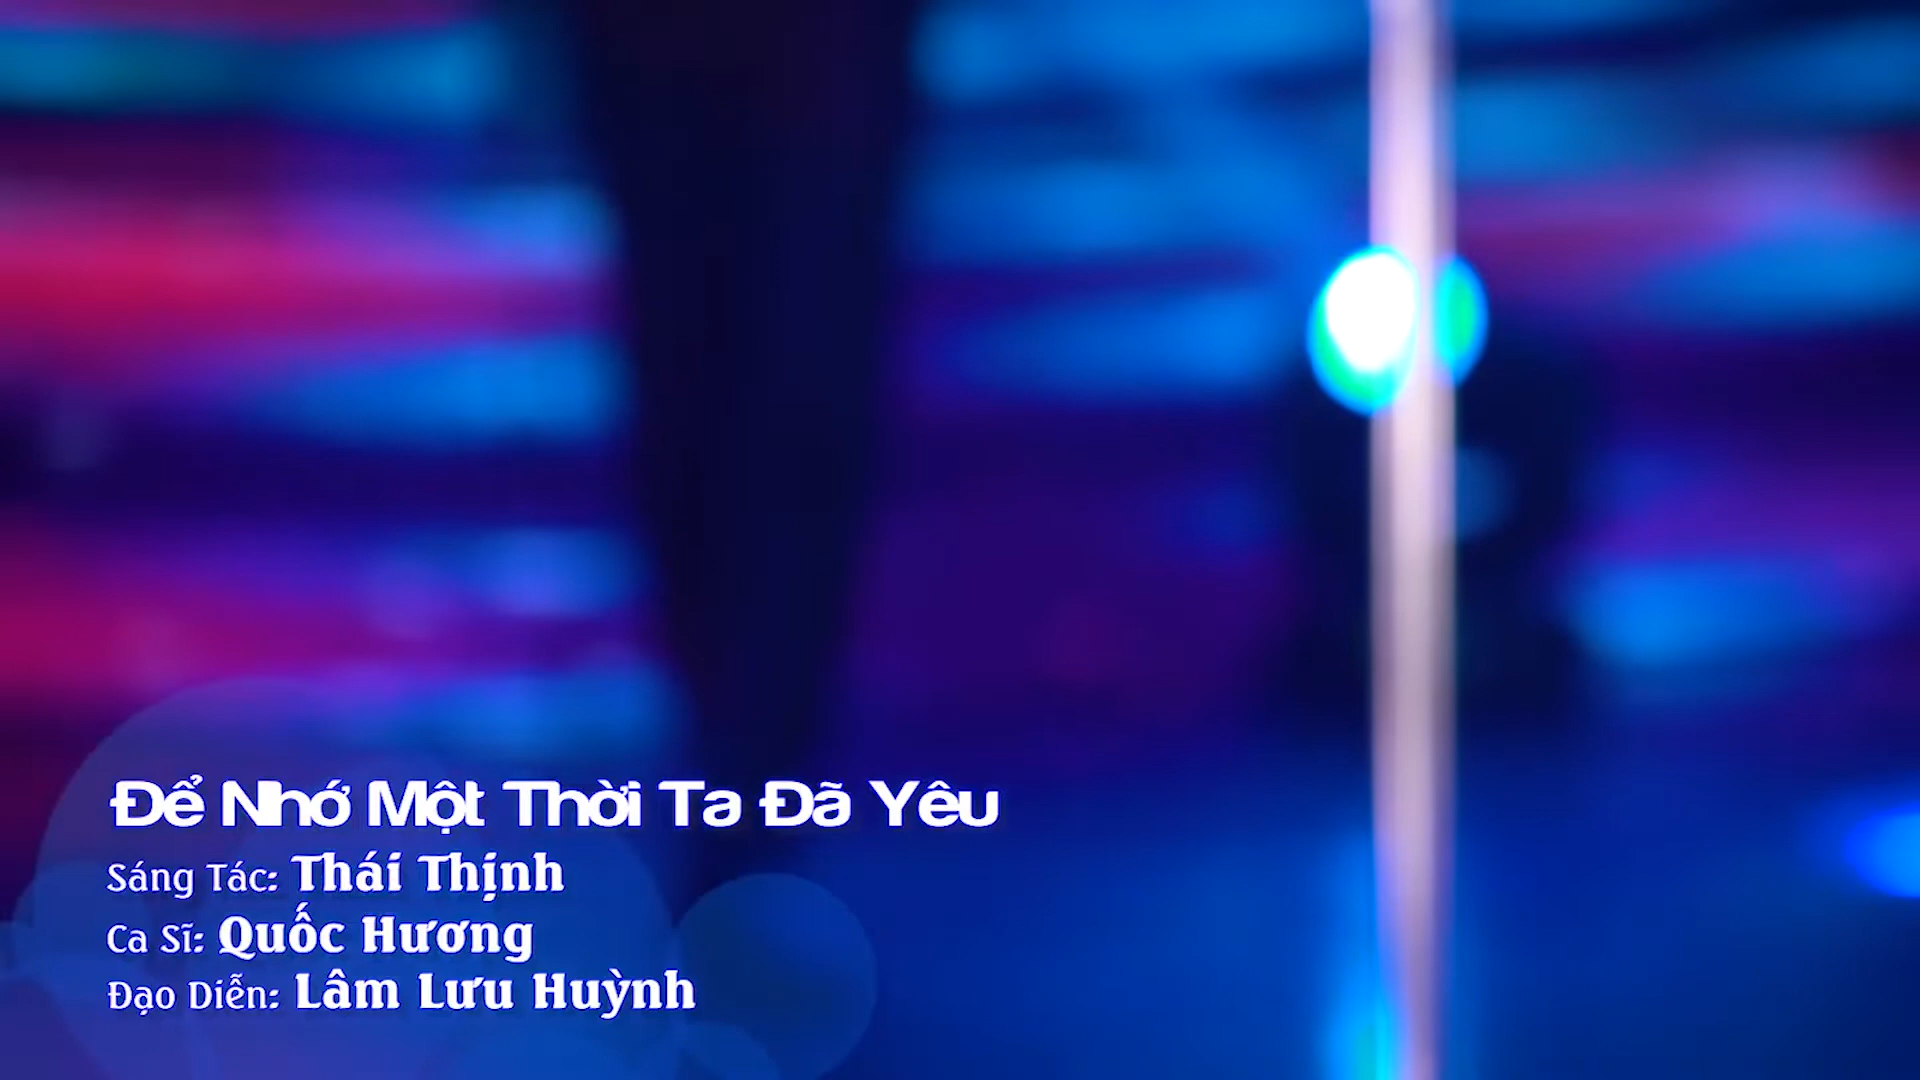 Để Nhớ Một Thời Ta Đã Yêu
Sáng Tác: Thái Thịnh
Ca Sĩ: Quốc Hương
Đạo Diễn: Lâm Lưu Huỳnh